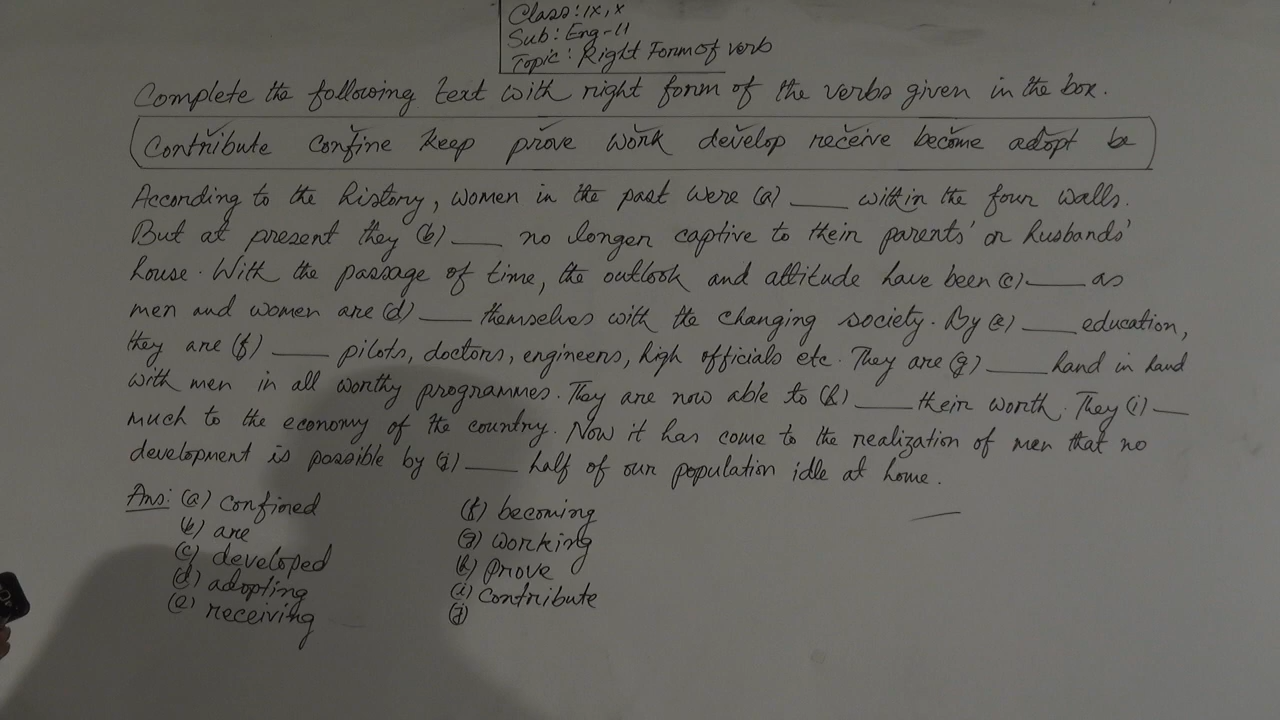 Class: IX, X
Sub: Eng-II
Topic: Right Form of verb
Complete the following text with right form of the verbs given in the box.
Contribute confine keep prove work develop receive become adopt be
According to the history, women in the past were (a) ____ within the four walls.
But at present they (b) ____ no longer captive to their parents' or husbands'
house. With the passage of time, the outlook and attitude have been (c) ____ as
men and women are (d) ____ themselves with the changing society. By (e) ____ education,
they are (f) ____ pilots, doctors, engineers, high officials etc. They are (g) ____ hand in hand
with men in all worthy programmes. They are now able to (h) ____ their worth. They (i) ____
much to the economy of the country. Now it has come to the realization of men that no
development is possible by (j) ____ half of our population idle at home.
Ans: (a) confined
(b) are
(c) developed
(d) adopting
(e) receiving
(f) becoming
(g) working
(h) prove
(i) contribute
(j)